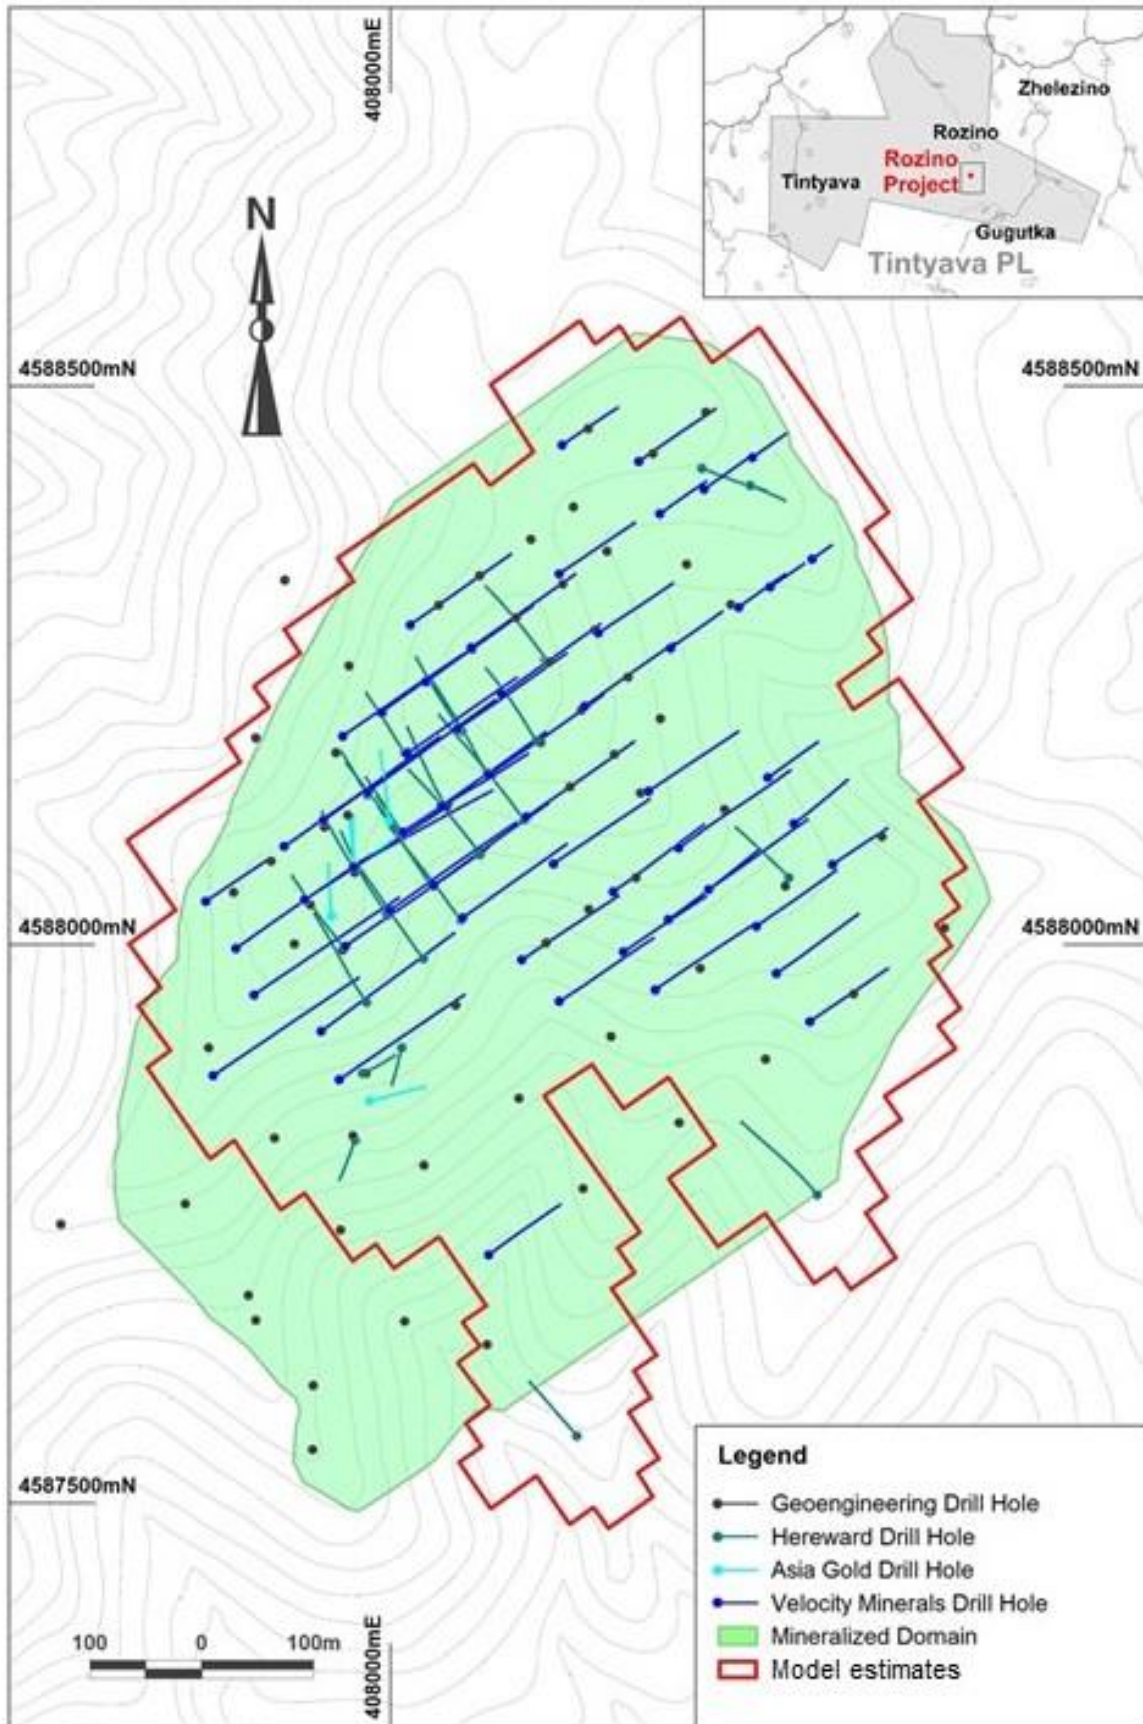 408000mE
Zhelezino
Rozino
Rozino
Project
Tintyava
Gugutka
Tintyava PL
N
4588500mN
4588500mN
4588000mN
4588000mN
4587500mN
Legend
Geoengineering Drill Hole
Hereward Drill Hole
Asia Gold Drill Hole
Velocity Minerals Drill Hole
Mineralized Domain
Model estimates
100 0 100m
408000mE